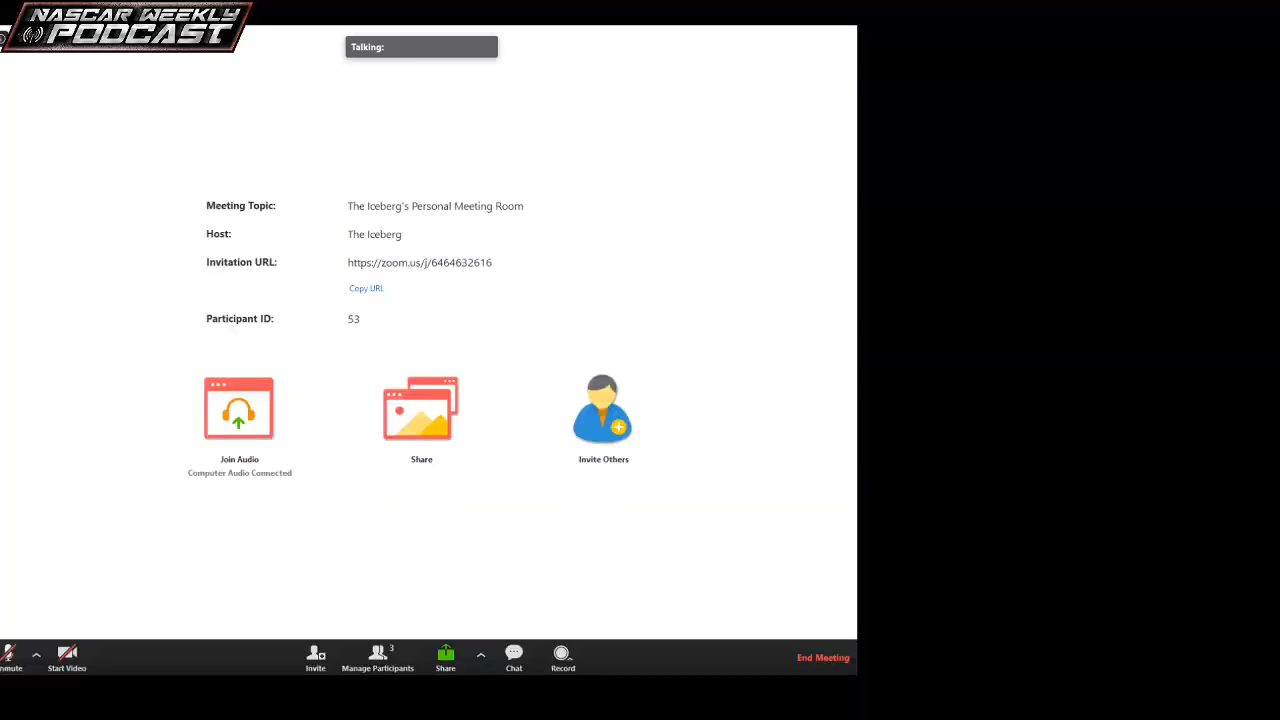 NASCAR WEEKLY
PODCAST
Talking:
Meeting Topic: The Iceberg's Personal Meeting Room
Host: The Iceberg
Invitation URL: https://zoom.us/j/6464632616
Copy URL
Participant ID: 53
Join Audio Share Invite Others
Computer Audio Connected
3
nmute Start Video Invite Manage Participants Share Chat Record End Meeting